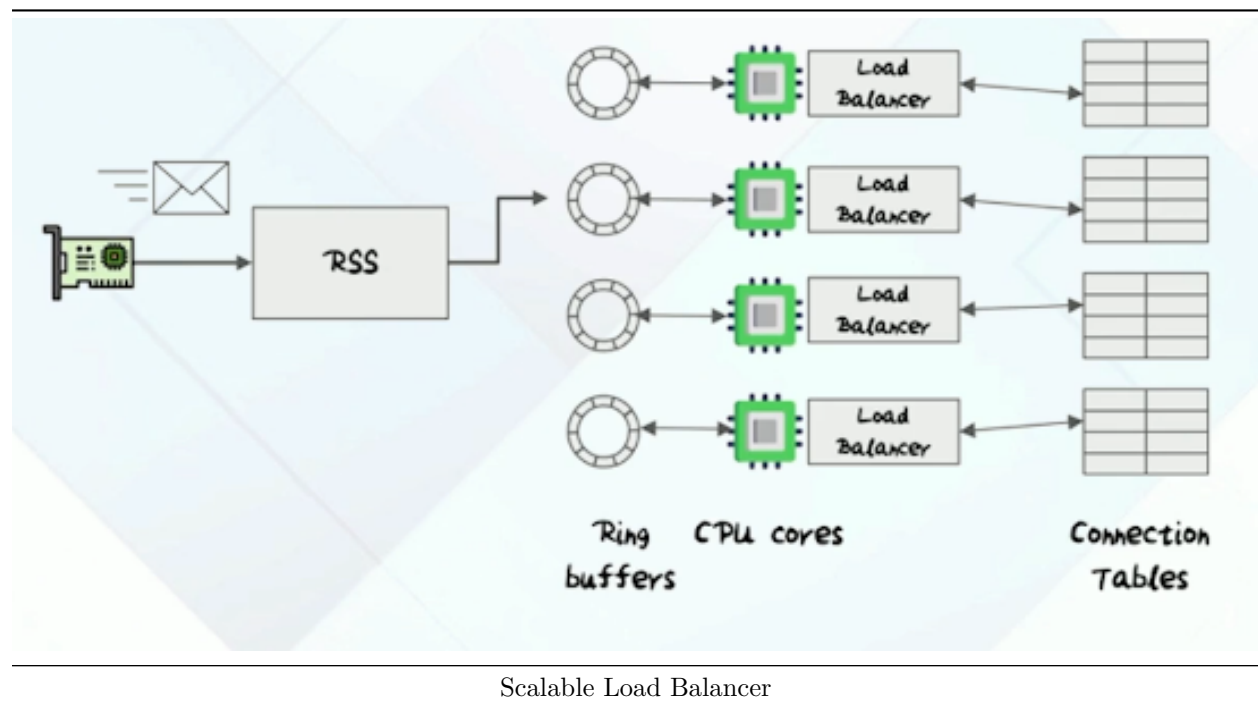 RSS
Load
Balancer
Load
Balancer
Load
Balancer
Load
Balancer
Ring
buffers
CPU cores
Connection
Tables
Scalable Load Balancer